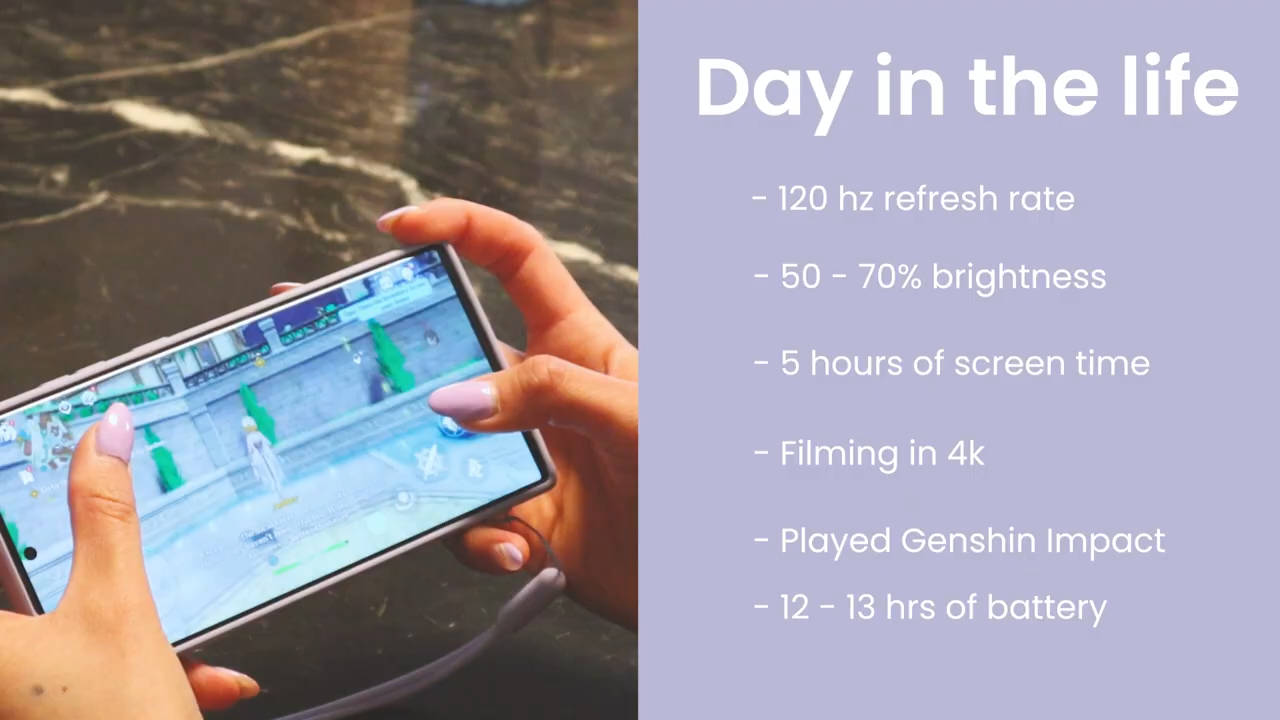 Day in the life
- 120 hz refresh rate
- 50 - 70% brightness
- 5 hours of screen time
- Filming in 4k
- Played Genshin Impact
- 12 - 13 hrs of battery